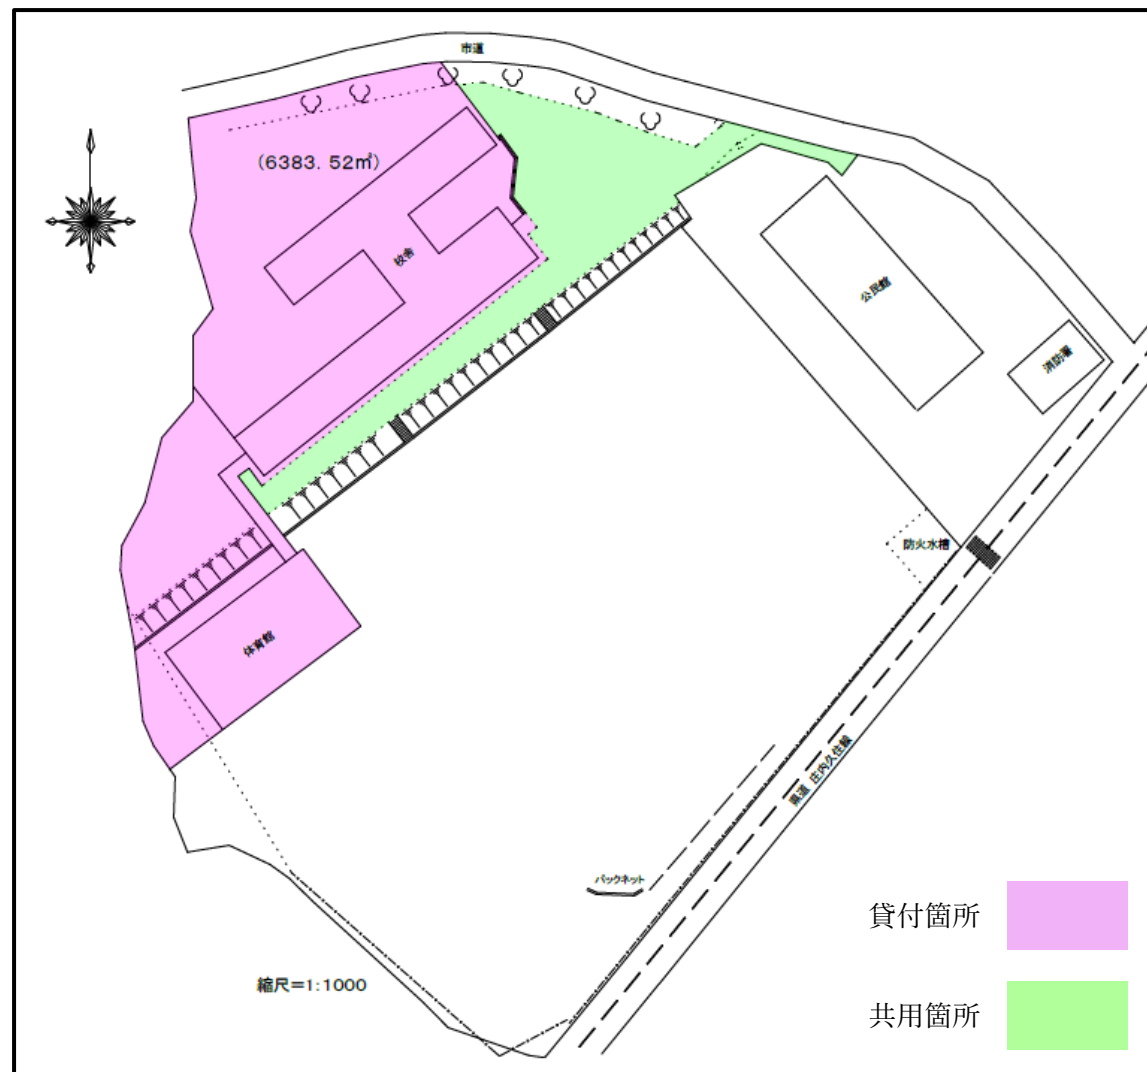 市道
(6383. 52㎡)
校舎
公民館
消防署
防火水槽
体育館
県道 庄内久住線
バックネット
貸付箇所
縮尺=1:1000
共用箇所